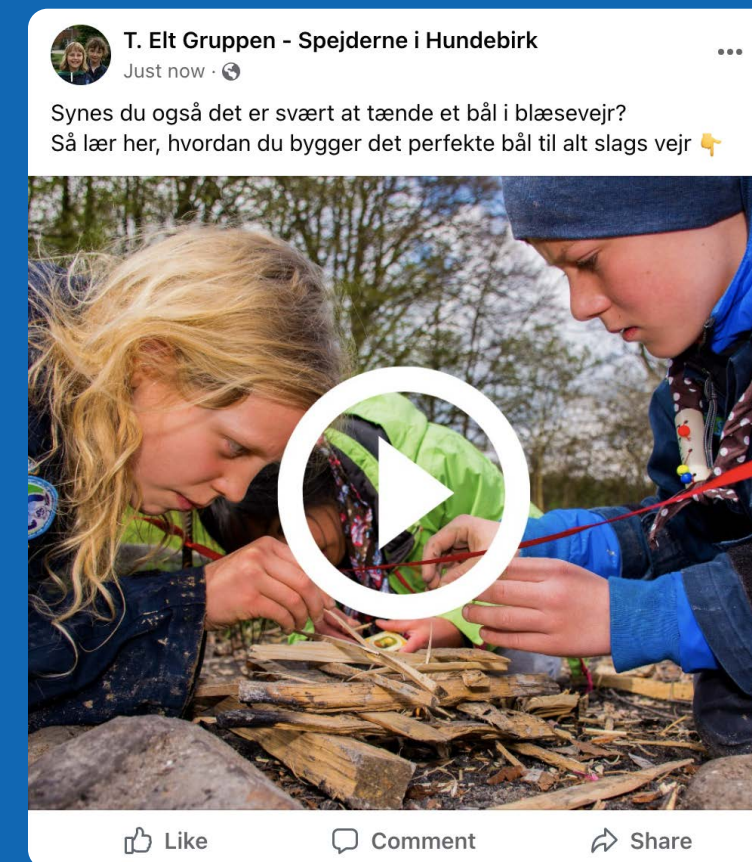 T. Elt Gruppen - Spejderne i Hundebirk
Just now ·
Synes du også det er svært at tænde et bål i blæsevejr?
Så lær her, hvordan du bygger det perfekte bål til alt slags vejr 👇
Like
Comment
Share